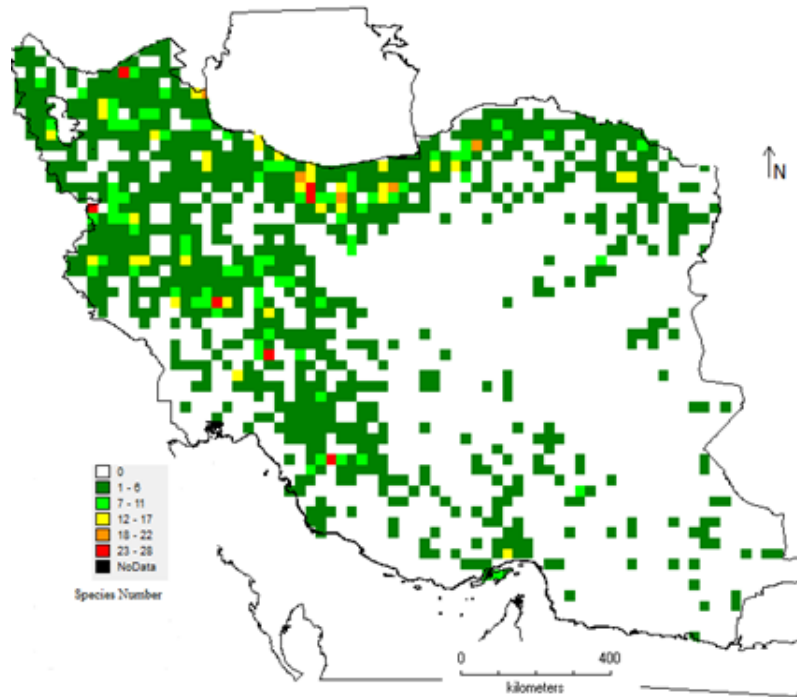 N
0
1 - 6
7 - 11
12 - 17
18 - 22
23 - 28
NoData
Species Number
0 400
kilometers